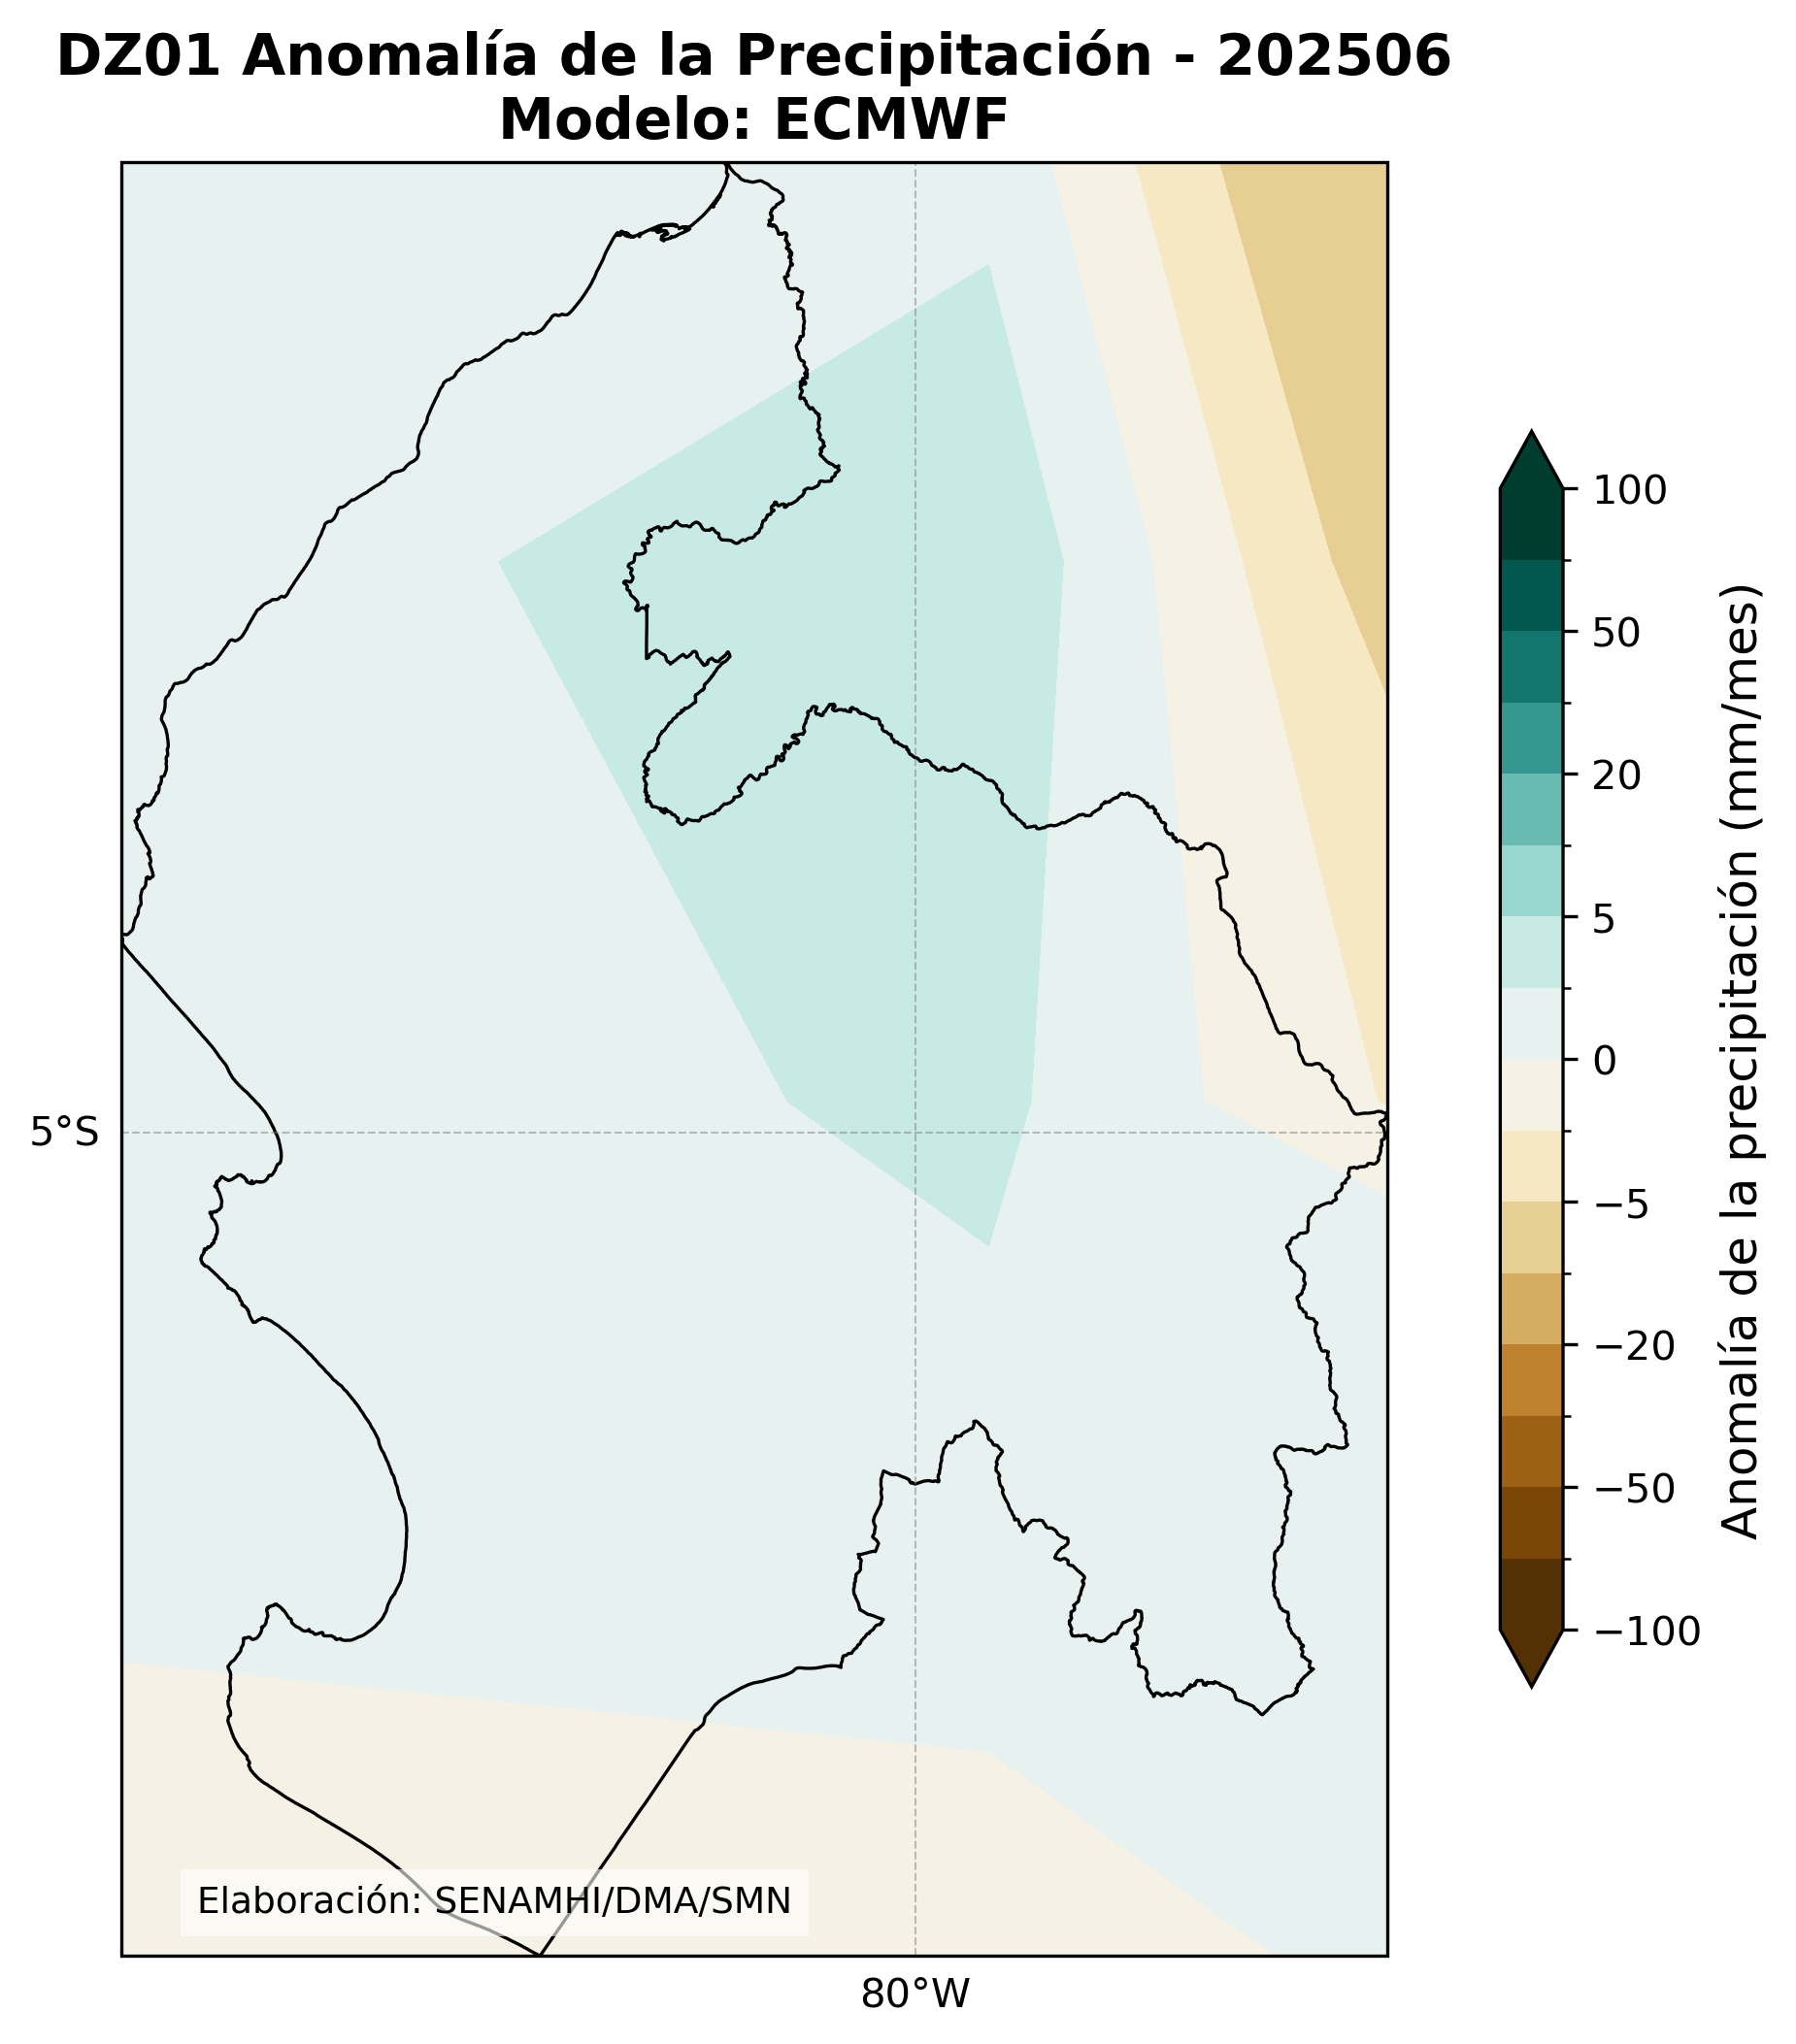 DZ01 Anomalía de la Precipitación - 202506
Modelo: ECMWF
5°S
80°W
Elaboración: SENAMHI/DMA/SMN
100
50
20
5
0
−5
−20
−50
−100
Anomalía de la precipitación (mm/mes)